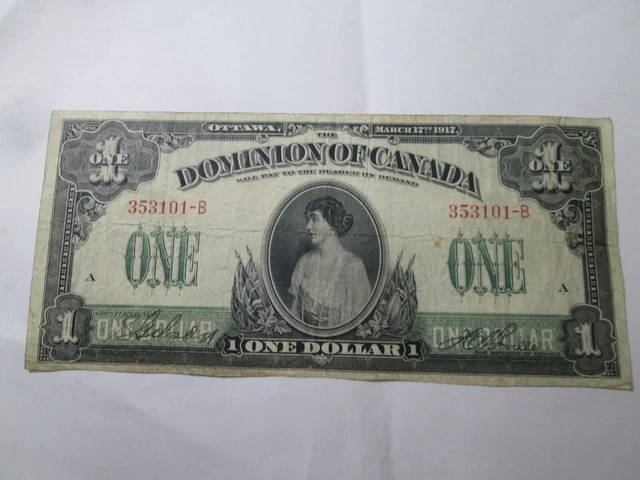 OTTAWA, MARCH 17TH 1917.
THE
DOMINION OF CANADA
WILL PAY TO THE BEARER ON DEMAND
1 ONE 1 ONE
353101-B 353101-B
ONE ONE
A A
COUNTERSIGNED
1 ONE DOLLAR ONE DOLLAR 1
1 ONE DOLLAR 1